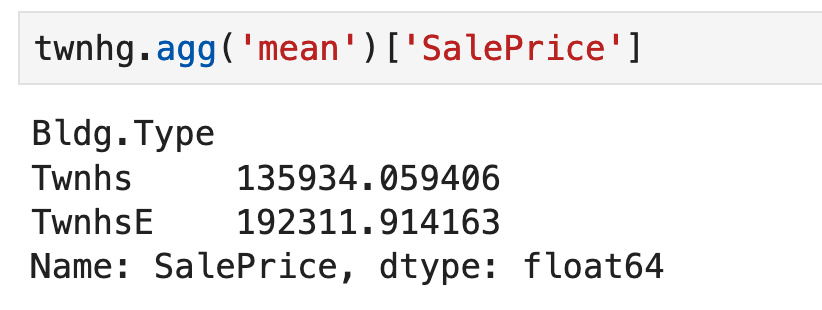 twnhg.agg('mean')['SalePrice']
Bldg.Type
Twnhs     135934.059406
TwnhsE    192311.914163
Name: SalePrice, dtype: float64